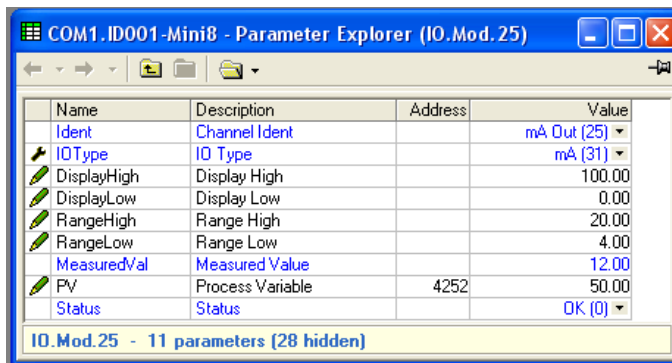 COM1.ID001-Mini8 - Parameter Explorer (IO.Mod.25)
Name Description Address Value
Ident Channel Ident mA Out (25)
IOType IO Type mA (31)
DisplayHigh Display High 100.00
DisplayLow Display Low 0.00
RangeHigh Range High 20.00
RangeLow Range Low 4.00
MeasuredVal Measured Value 12.00
PV Process Variable 4252 50.00
Status Status OK (0)
IO.Mod.25 - 11 parameters (28 hidden)